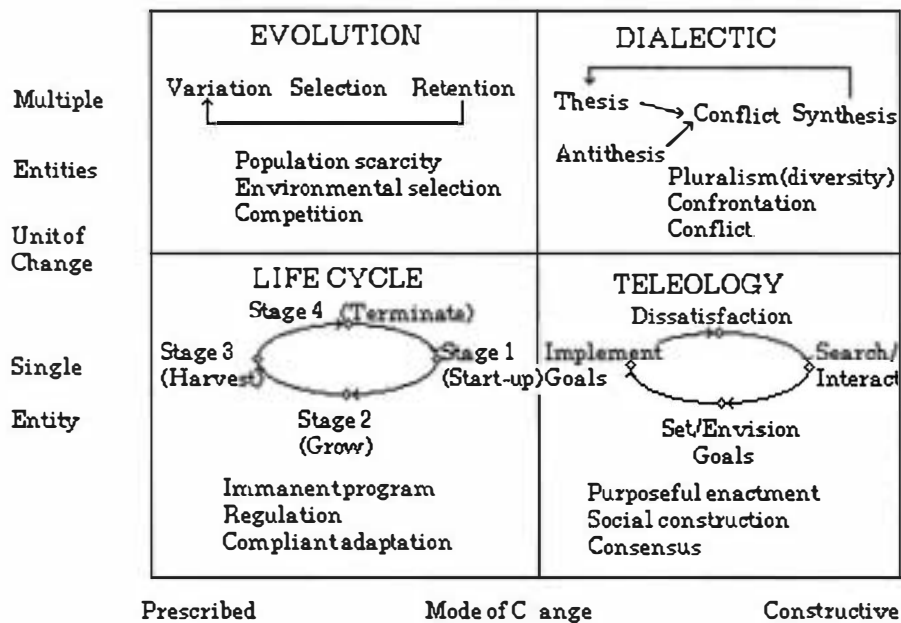 EVOLUTION
Variation Selection Retention
Population scarcity
Environmental selection
Competition
DIALECTIC
Thesis
Conflict Synthesis
Antithesis
Pluralism (diversity)
Confrontation
Conflict
Multiple
Entities
Unit of
Change
Single
Entity
LIFE CYCLE
Stage 4 (Terminate)
Stage 3
(Harvest)
Stage 1
(Start-up)
Stage 2
(Grow)
Immanent program
Regulation
Compliant adaptation
TELEOLOGY
Dissatisfaction
Implement
Goals
Search/
Interact
Set/Envision
Goals
Purposeful enactment
Social construction
Consensus
Prescribed Mode of C ange Constructive